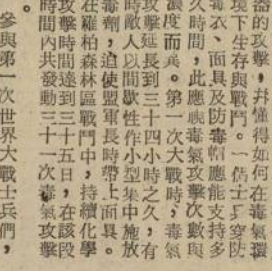 器的攻擊，幷懂得如何在毒氣環
境下生存與戰鬥。一個士兵穿防
毒衣、面具及防毒帽應能支持多
久時間，此應視毒氣攻擊次數與
濃度而異。第一次大戰時，毒氣
攻擊延長到三十四小時之久，有
時敵人以間歇性作小型集中施放
毒劑，迫使盟軍長時帶上面具。
在羅柏森林區戰鬥中，持續化學
攻擊時間達到三十五日，在該段
時間內共發動三十一次毒氣攻擊
。
參與第一次世界大戰士兵們，